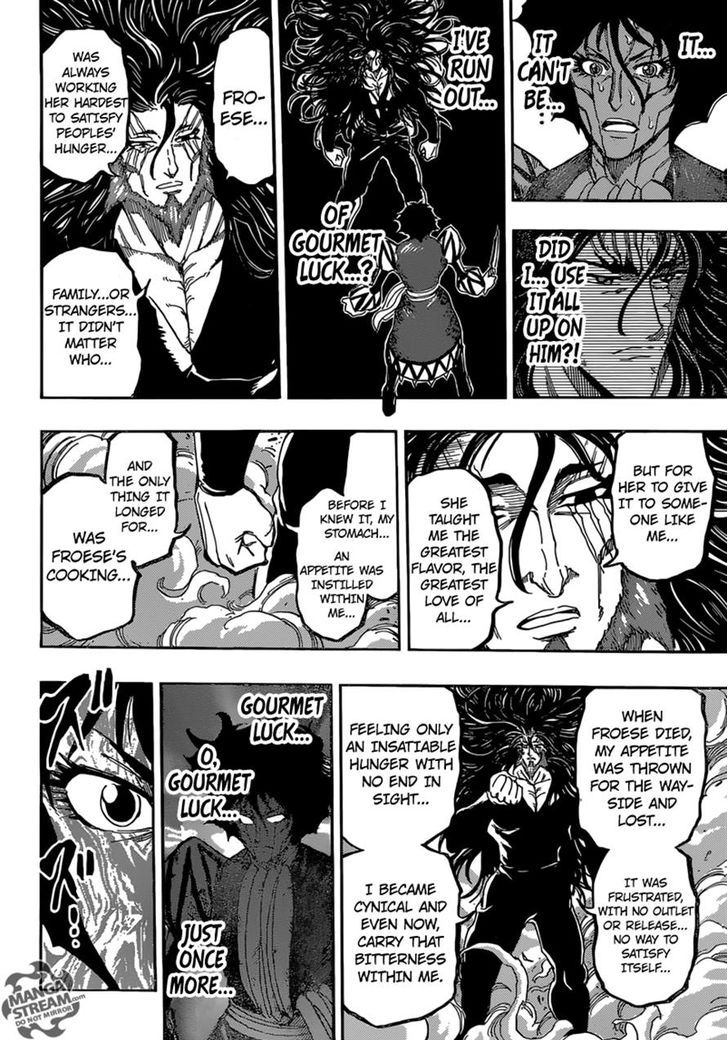 IT...
IT
CAN'T
BE...
DID
I... USE
IT ALL
UP ON
HIM?!
I'VE
RUN
OUT...
OF
GOURMET
LUCK...?
FRO-
ESE...
WAS
ALWAYS
WORKING
HER HARDEST
TO SATISFY
PEOPLES'
HUNGER...
FAMILY...OR
STRANGERS...
IT DIDN'T
MATTER
WHO...
BUT FOR
HER TO GIVE
IT TO SOME-
ONE LIKE
ME...
SHE
TAUGHT
ME THE
GREATEST
FLAVOR, THE
GREATEST
LOVE OF
ALL...
BEFORE I
KNEW IT, MY
STOMACH...
AN
APPETITE WAS
INSTILLED
WITHIN
ME...
AND
THE ONLY
THING IT
LONGED
FOR...
WAS
FROESE'S
COOKING...
WHEN
FROESE DIED,
MY APPETITE
WAS THROWN
FOR THE WAY-
SIDE AND
LOST...
IT WAS
FRUSTRATED,
WITH NO OUTLET
OR RELEASE...
NO WAY TO
SATISFY
ITSELF...
FEELING ONLY
AN INSATIABLE
HUNGER WITH
NO END IN
SIGHT...
I BECAME
CYNICAL AND
EVEN NOW,
CARRY THAT
BITTERNESS
WITHIN ME.
GOURMET
LUCK...
O,
GOURMET
LUCK...
JUST
ONCE
MORE...
ズズ...!
MANGA
STREAM.COM
DO NOT MIRROR!